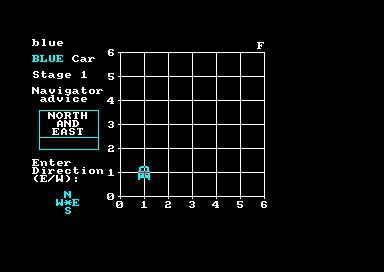 blue
BLUE Car
Stage 1
Navigator
advice
NORTH
AND
EAST
Enter
Direction
(E/W):
N
W*E
S
F
6
5
4
3
2
1
0
0 1 2 3 4 5 6